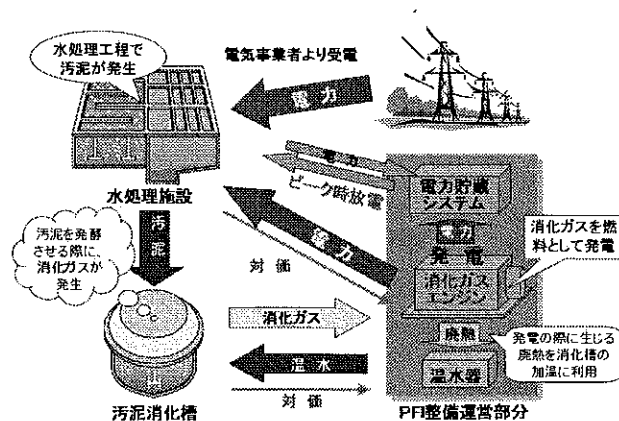 水処理工程で
汚泥が発生
電気事業者より受電
電力
電力
ピーク時放電
電力貯蔵
システム
水処理施設
汚泥
汚泥を発酵
させる際に、
消化ガスが
発生
電力
対価
電力
発電
消化ガス
エンジン
消化ガスを燃
料として発電
消化ガス
廃熱
発電の際に生じる
廃熱を消化槽の
加温に利用
温水
温水器
対価
汚泥消化槽
PFI整備運営部分